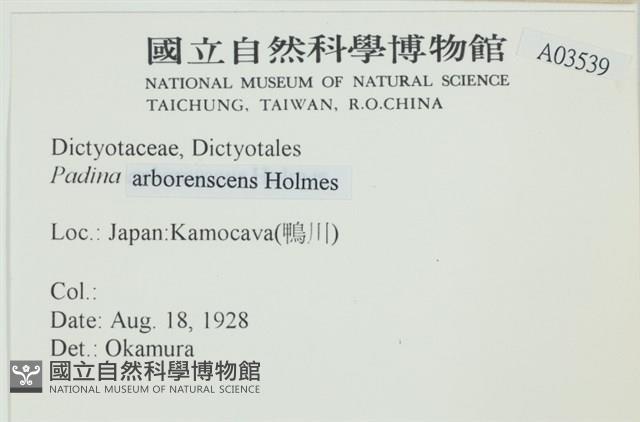 國立自然科學博物館
A03539
NATIONAL MUSEUM OF NATURAL SCIENCE
TAICHUNG, TAIWAN, R.O.CHINA
Dictyotaceae, Dictyotales
Padina arborenscens Holmes
Loc.: Japan:Kamocava(鴨川)
Col.:
Date: Aug. 18, 1928
Det.: Okamura
國立自然科學博物館
NATIONAL MUSEUM OF NATURAL SCIENCE